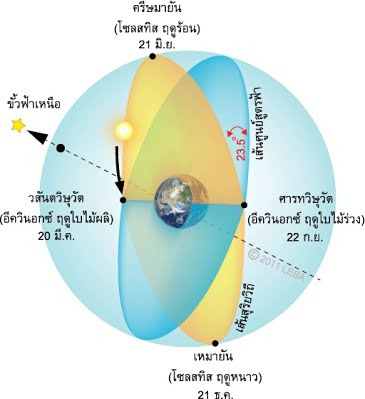 ครีษมายัน
(โซลสทิส ฤดูร้อน)
21 มิ.ย.
ขั้วฟ้าเหนือ
23.5°
เส้นศูนย์สูตรฟ้า
วสันตวิษุวัต
(อีควินอกซ์ ฤดูใบไม้ผลิ)
20 มี.ค.
ศารทวิษุวัต
(อีควินอกซ์ ฤดูใบไม้ร่วง)
22 ก.ย.
© 2011 LESA
เส้นสุริยวิถี
เหมายัน
(โซลสทิส ฤดูหนาว)
21 ธ.ค.